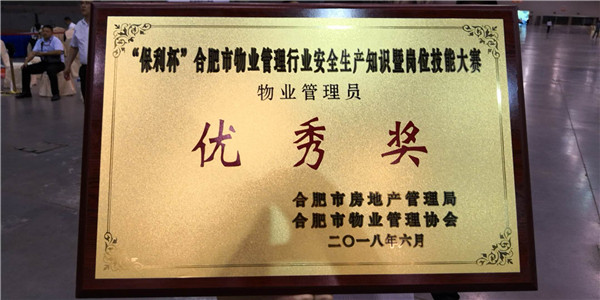 “保利杯”合肥市物业管理行业安全生产知识暨岗位技能大赛
物业管理员
优秀奖
合肥市房地产管理局
合肥市物业管理协会
二〇一八年六月